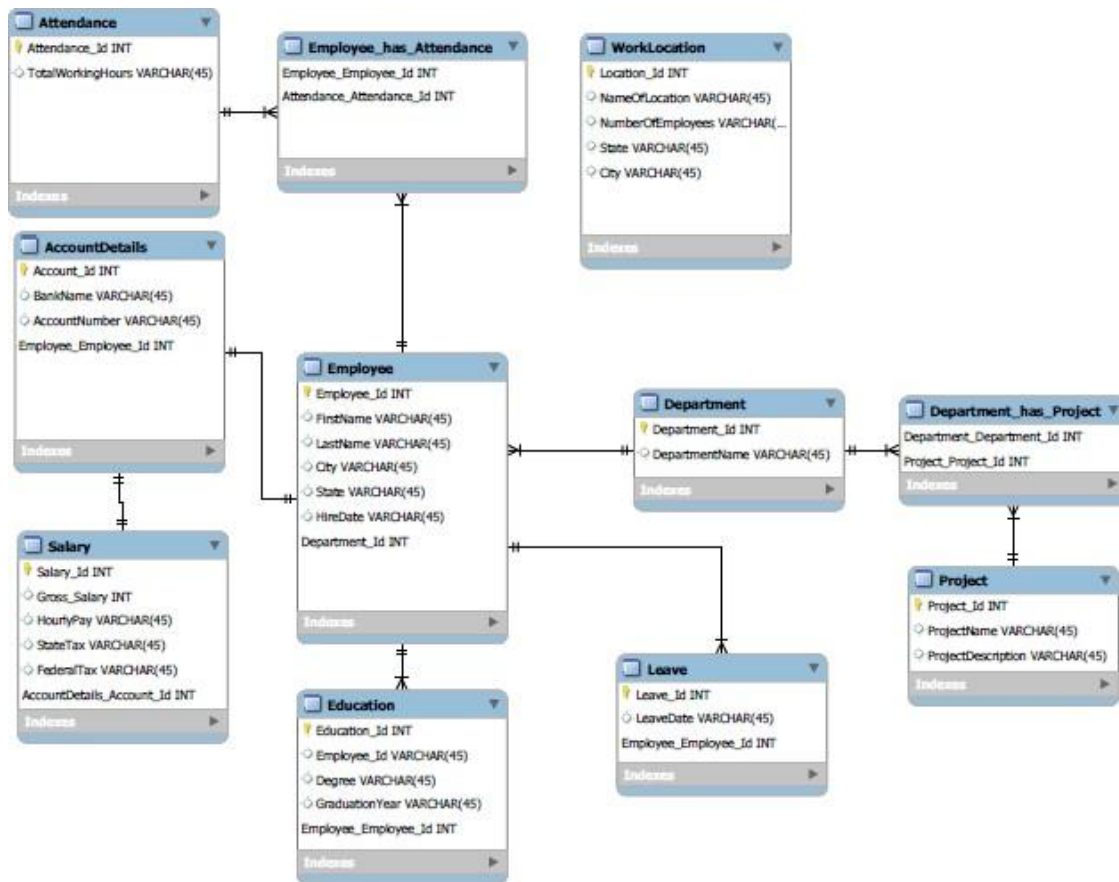 Attendance
Attendance_Id INT
TotalWorkingHours VARCHAR(45)
Indexes
Employee_has_Attendance
Employee_Employee_Id INT
Attendance_Attendance_Id INT
Indexes
WorkLocation
Location_Id INT
NameOfLocation VARCHAR(45)
NumberOfEmployees VARCHAR(...
State VARCHAR(45)
City VARCHAR(45)
Indexes
AccountDetails
Account_Id INT
BankName VARCHAR(45)
AccountNumber VARCHAR(45)
Employee_Employee_Id INT
Indexes
Employee
Employee_Id INT
FirstName VARCHAR(45)
LastName VARCHAR(45)
City VARCHAR(45)
State VARCHAR(45)
HireDate VARCHAR(45)
Department_Id INT
Indexes
Department
Department_Id INT
DepartmentName VARCHAR(45)
Indexes
Department_has_Project
Department_Department_Id INT
Project_Project_Id INT
Indexes
Salary
Salary_Id INT
Gross_Salary INT
HourlyPay VARCHAR(45)
StateTax VARCHAR(45)
FederalTax VARCHAR(45)
AccountDetails_Account_Id INT
Indexes
Education
Education_Id INT
Employee_Id VARCHAR(45)
Degree VARCHAR(45)
GraduationYear VARCHAR(45)
Employee_Employee_Id INT
Indexes
Leave
Leave_Id INT
LeaveDate VARCHAR(45)
Employee_Employee_Id INT
Indexes
Project
Project_Id INT
ProjectName VARCHAR(45)
ProjectDescription VARCHAR(45)
Indexes